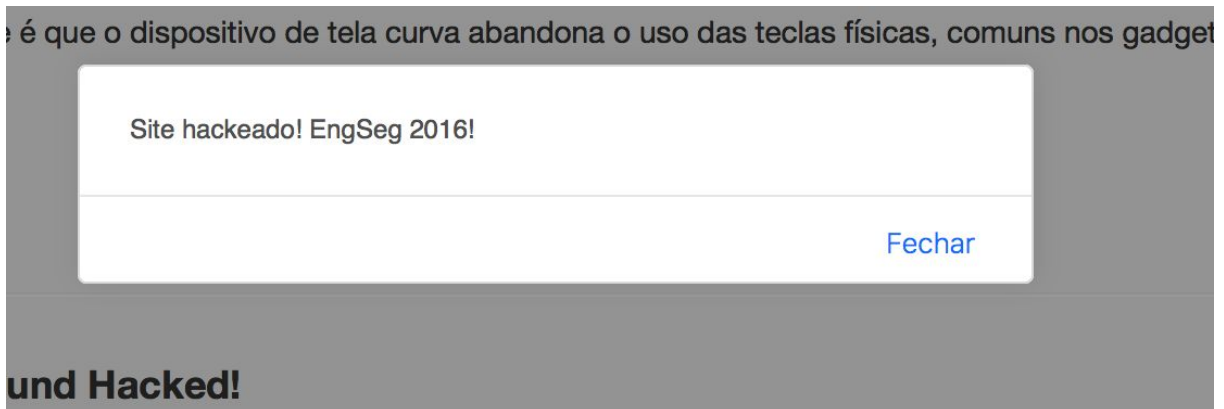 é que o dispositivo de tela curva abandona o uso das teclas físicas, comuns nos gadget
Site hackeado! EngSeg 2016!
Fechar
und Hacked!